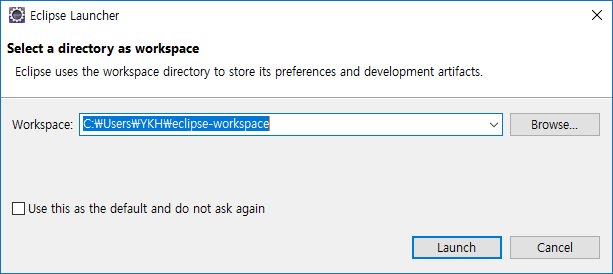 Eclipse Launcher
Select a directory as workspace
Eclipse uses the workspace directory to store its preferences and development artifacts.
Workspace: C:₩Users₩YKH₩eclipse-workspace Browse...
Use this as the default and do not ask again
Launch Cancel